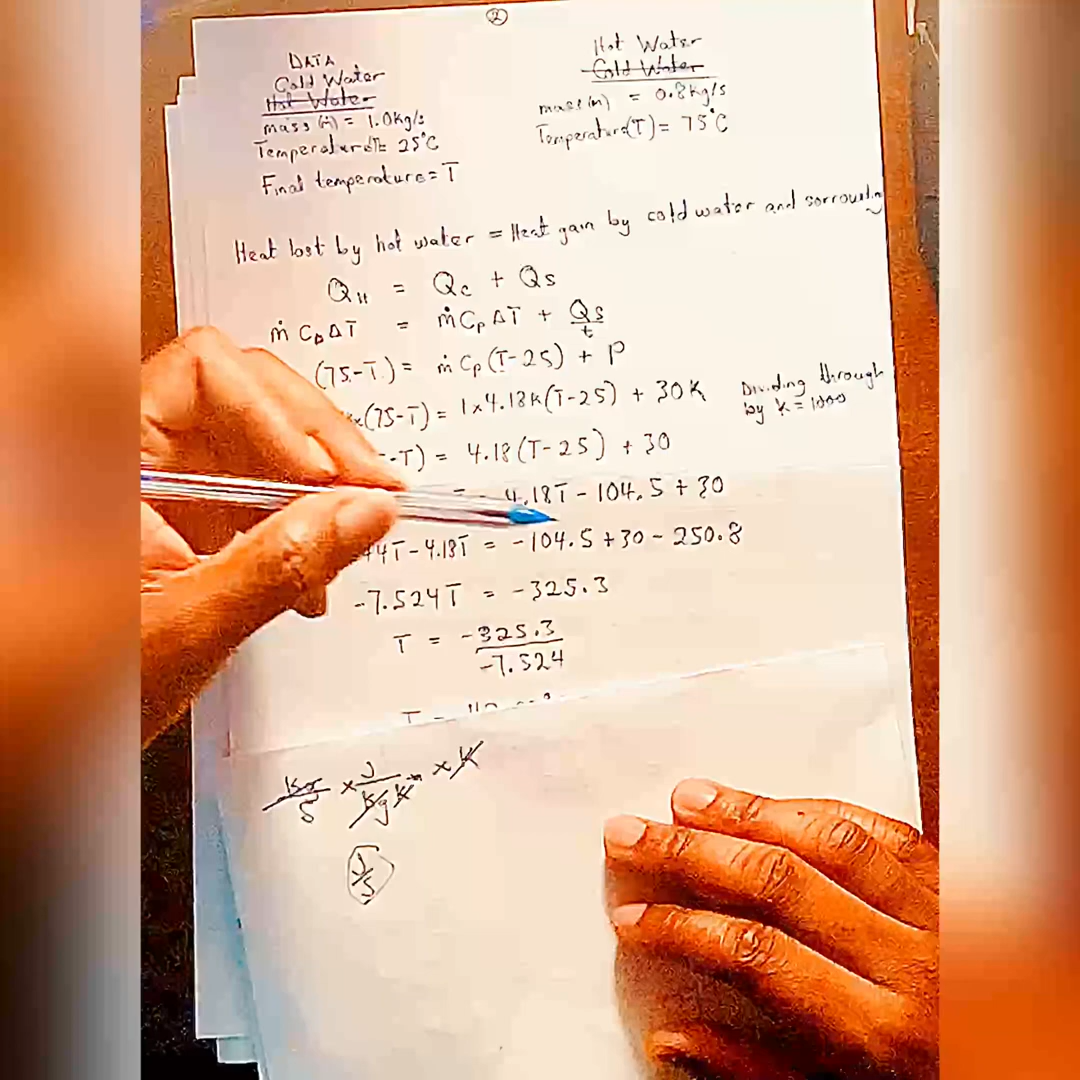 2
DATA
Cold Water
Hot Water
mass (ṁ) = 1.0kg/s
Temperature(T)= 25°C
Final temperature = T
Hot Water
Cold Water
mass(ṁ) = 0.8kg/s
Temperature(T)= 75°C
Heat lost by hot water = Heat gain by cold water and sorrounding
QH = Qc + Qs
ṁ Cp ΔT = ṁ Cp ΔT + Qs/t
(75-T) = ṁ Cp (T-25) + P
(75-T) = 1x4.18k(T-25) + 30k
Dividing through
by k = 1000
-T) = 4.18(T-25) + 30
4.18T - 104.5 + 30
44T - 4.18T = -104.5 + 30 - 250.8
-7.524T = -325.3
T = -325.3/-7.524
T =
× J/kg K × K
J/s